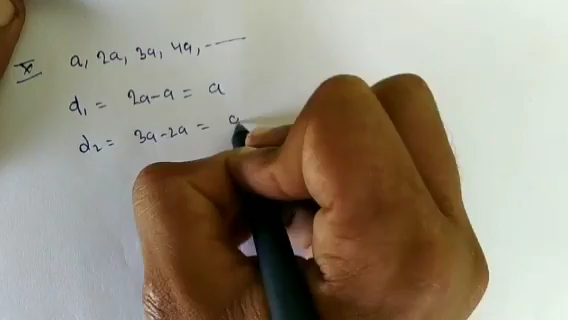 x a, 2a, 3a, 4a, ——
d₁ = 2a-a = a
d₂ = 3a-2a = a